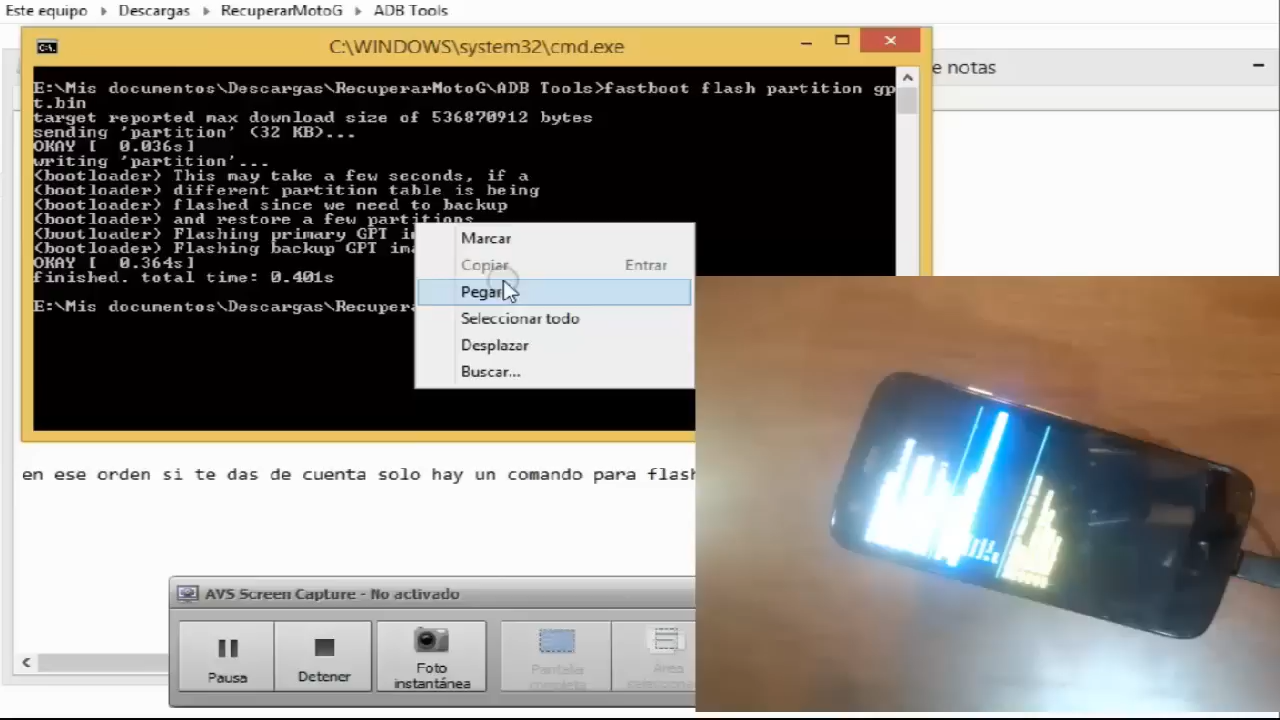 Este equipo ▸ Descargas ▸ RecuperarMotoG ▸ ADB Tools
C:\WINDOWS\system32\cmd.exe
e notas
E:\Mis documentos\Descargas\RecuperarMotoG\ADB Tools>fastboot flash partition gp
t.bin
target reported max download size of 536870912 bytes
sending 'partition' (32 KB)...
OKAY [  0.036s]
writing 'partition'...
(bootloader) This may take a few seconds, if a
(bootloader) different partition table is being
(bootloader) flashed since we need to backup
(bootloader) and restore a few partitions
(bootloader) Flashing primary GPT im
(bootloader) Flashing backup GPT ima
OKAY [  0.364s]
finished. total time: 0.401s
E:\Mis documentos\Descargas\Recupera
Marcar
Copiar Entrar
Pegar
Seleccionar todo
Desplazar
Buscar...
en ese orden si te das de cuenta solo hay un comando para flash
AVS Screen Capture - No activado
Pausa
Detener
Foto
instantánea
Pantalla
completa
Área